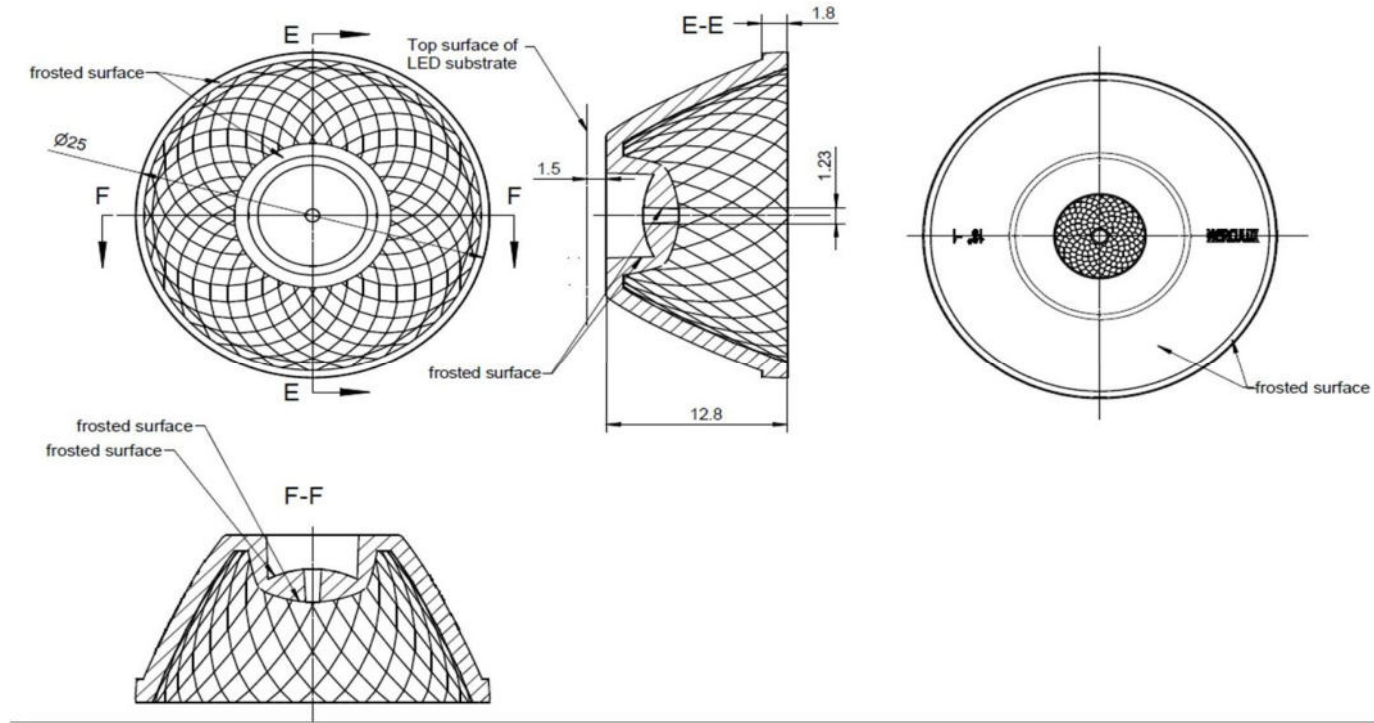 E
E-E
1.8
Top surface of
LED substrate
frosted surface
Ø25
1.5
1.23
F
F
E
frosted surface
12.8
frosted surface
frosted surface
frosted surface
F-F